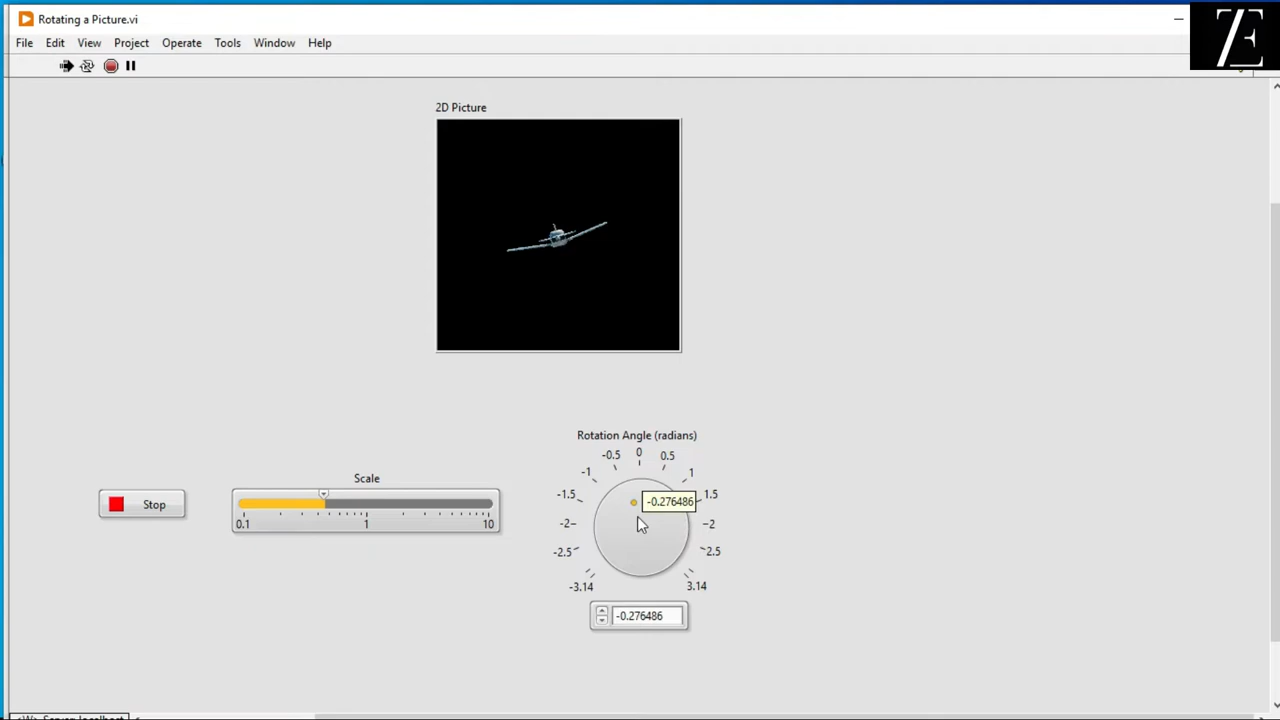 Rotating a Picture.vi
File Edit View Project Operate Tools Window Help
2D Picture
Rotation Angle (radians)
-0.5 0 0.5
-1 1
-1.5 1.5
-2 2
-2.5 2.5
-3.14 3.14
-0.276486
-0.276486
Scale
0.1 1 10
Stop